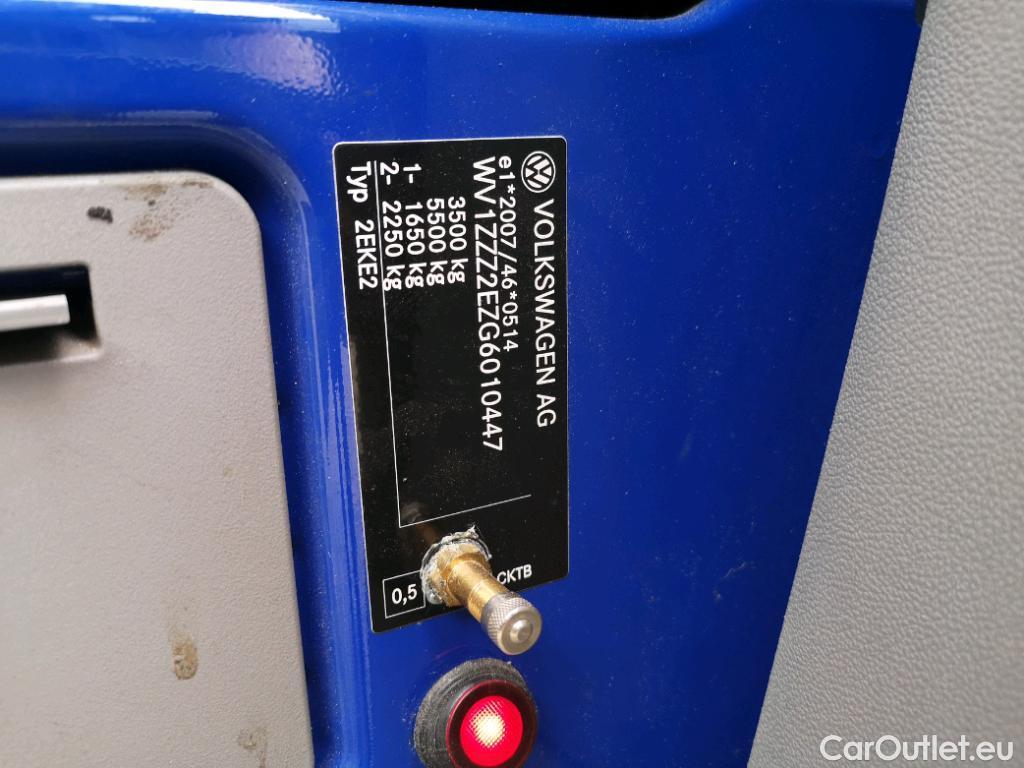 VOLKSWAGEN AG
e1*2007/46*0514
WV1ZZZ2EZG6010447
3500 kg
5500 kg
1- 1650 kg
2- 2250 kg
Typ 2EKE2
0,5
CKTB
CarOutlet.eu